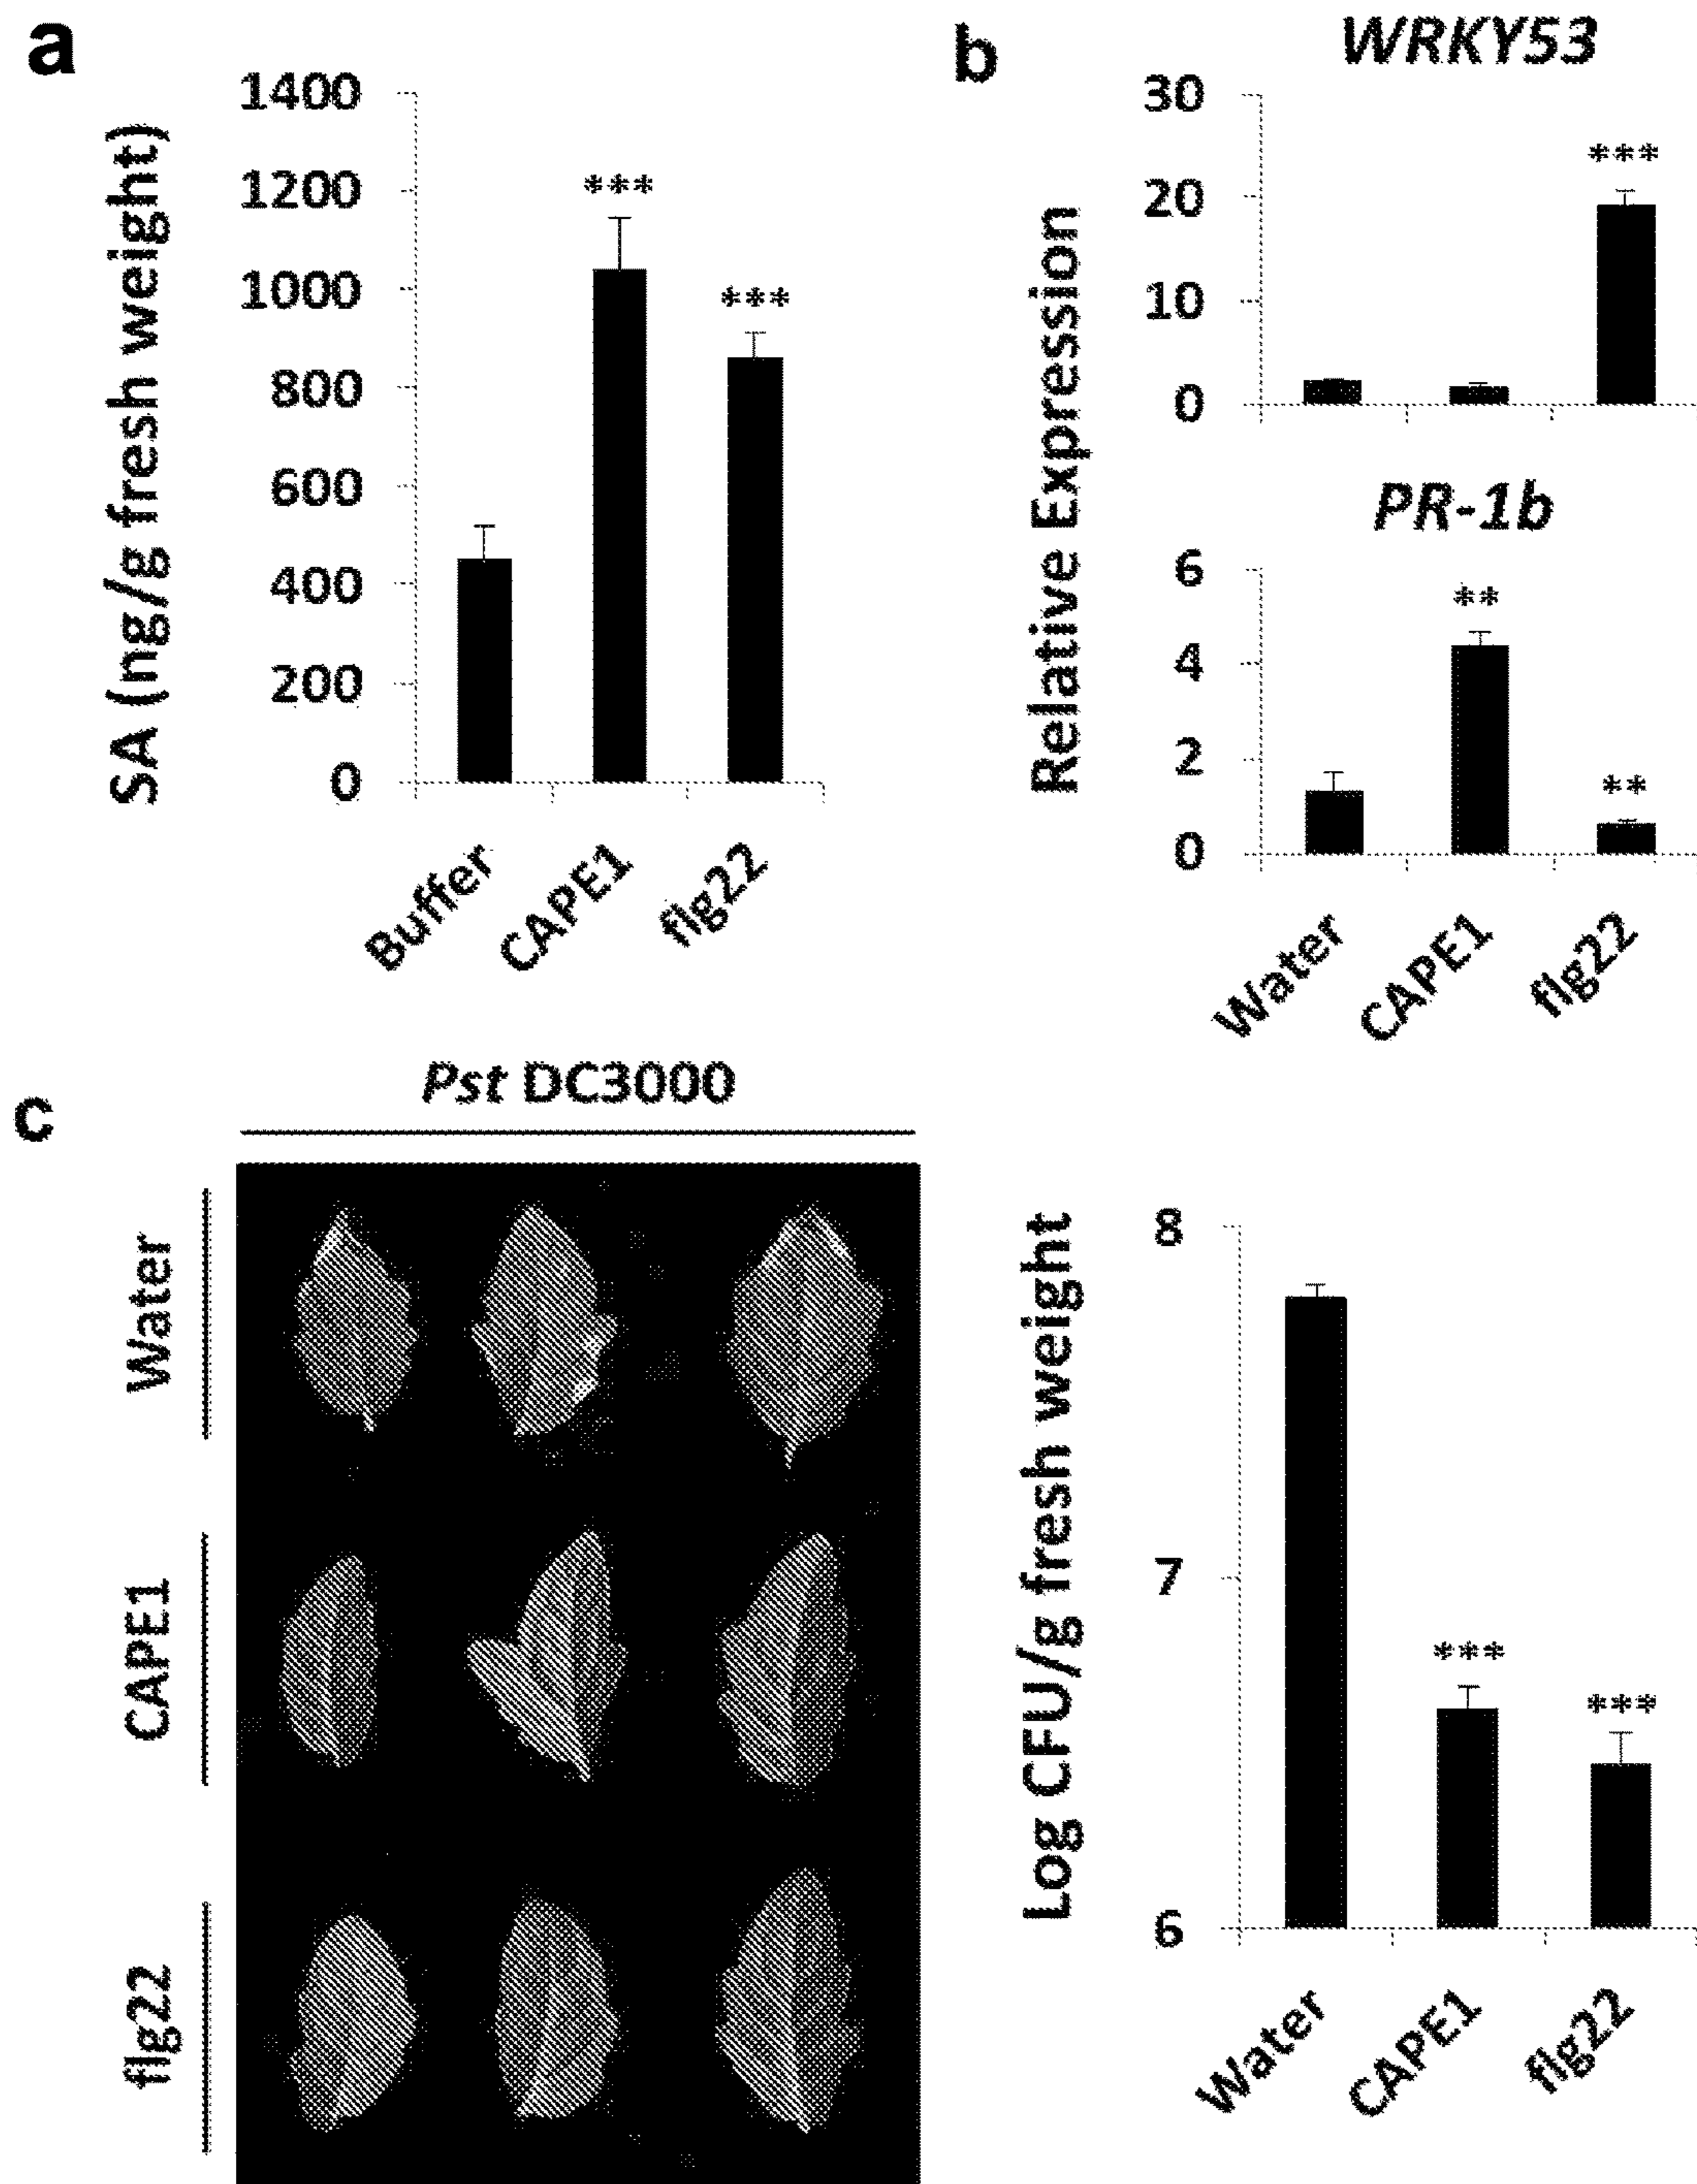 a
SA (ng/g fresh weight)
1400
1200
1000
800
600
400
200
0
***
***
Buffer
CAPE1
flg22
b
WRKY53
Relative Expression
30
20
10
0
***
PR-1b
6
4
2
0
**
**
Water
CAPE1
flg22
c
Pst DC3000
Water
CAPE1
flg22
Log CFU/g fresh weight
8
7
6
***
***
Water
CAPE1
flg22